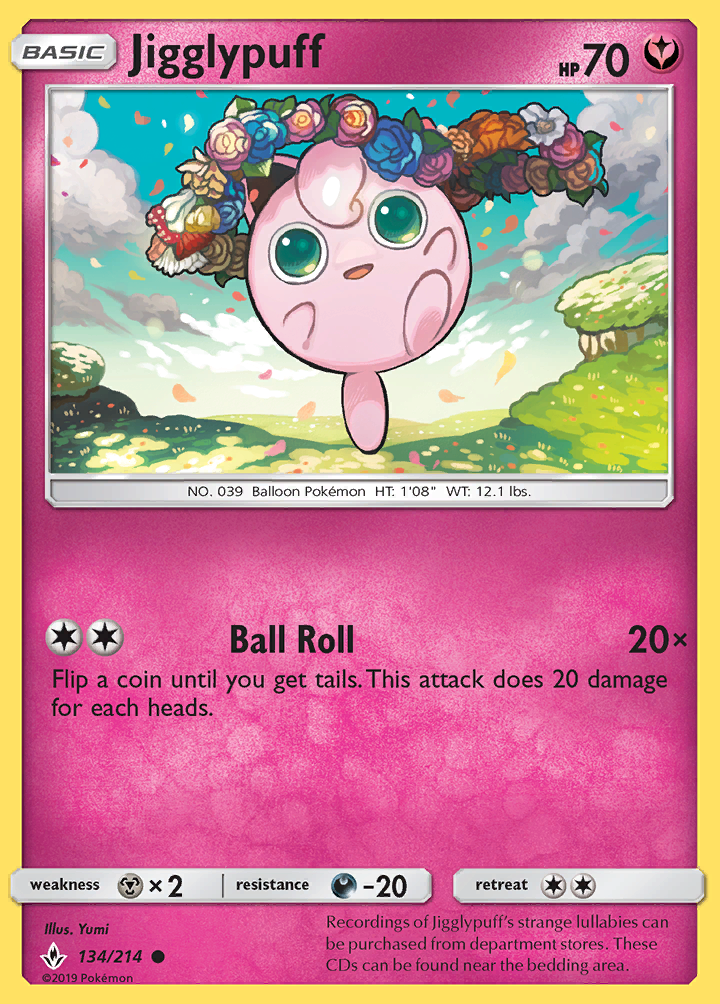 BASIC Jigglypuff HP 70
NO. 039 Balloon Pokémon HT: 1'08" WT: 12.1 lbs.
Ball Roll 20×
Flip a coin until you get tails. This attack does 20 damage
for each heads.
weakness × 2 resistance -20 retreat
Illus. Yumi
134/214
©2019 Pokémon
Recordings of Jigglypuff's strange lullabies can
be purchased from department stores. These
CDs can be found near the bedding area.